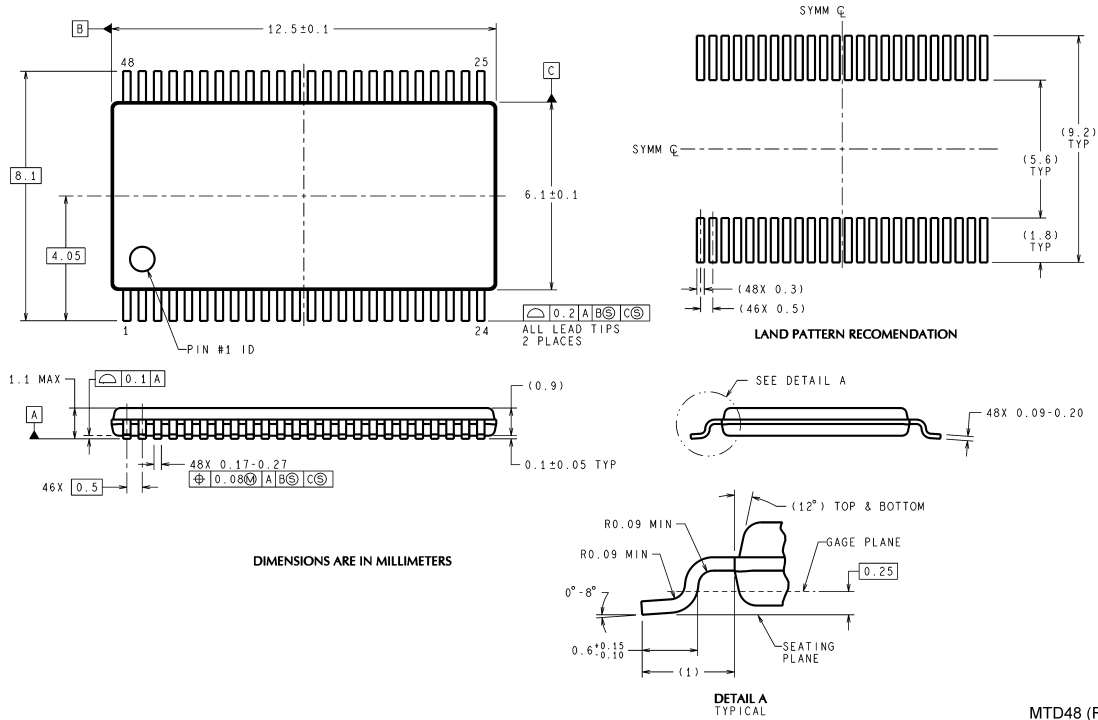 SYMM ℄
B
12.5±0.1
48
25
C
8.1
4.05
6.1±0.1
1
24
PIN #1 ID
⌓ 0.2 A BⓈ CⓈ
ALL LEAD TIPS
2 PLACES
SYMM ℄
(9.2)
TYP
(5.6)
TYP
(1.8)
TYP
(48X 0.3)
(46X 0.5)
LAND PATTERN RECOMENDATION
1.1 MAX
⌓ 0.1 A
A
(0.9)
48X 0.17-0.27
⌖ 0.08Ⓜ A BⓈ CⓈ
46X 0.5
0.1±0.05 TYP
SEE DETAIL A
48X 0.09-0.20
DIMENSIONS ARE IN MILLIMETERS
(12°) TOP & BOTTOM
R0.09 MIN
R0.09 MIN
GAGE PLANE
0.25
0°-8°
0.6 +0.15 -0.10
(1)
SEATING
PLANE
DETAIL A
TYPICAL